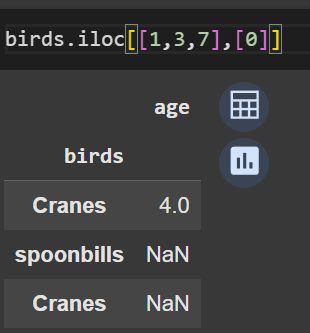 birds.iloc[[1,3,7],[0]]
age
birds
Cranes 4.0
spoonbills NaN
Cranes NaN